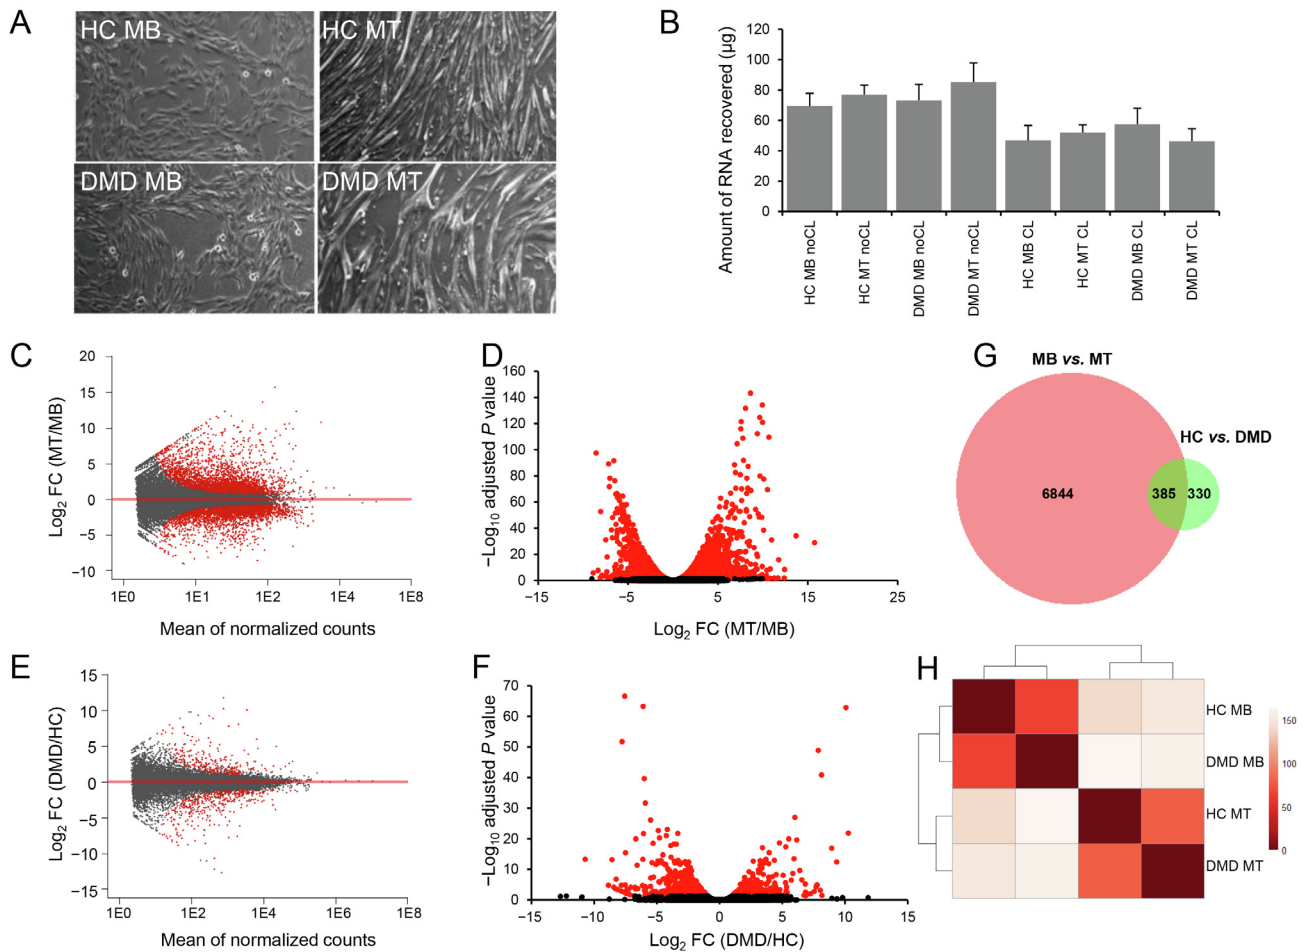 A
HC MB
HC MT
DMD MB
DMD MT
B
Amount of RNA recovered (µg)
120
100
80
60
40
20
0
HC MB noCL
HC MT noCL
DMD MB noCL
DMD MT noCL
HC MB CL
HC MT CL
DMD MB CL
DMD MT CL
C
Log₂ FC (MT/MB)
20
15
10
5
0
−5
−10
1E0 1E1 1E2 1E4 1E6 1E8
Mean of normalized counts
D
−Log₁₀ adjusted P value
160
140
120
100
80
60
40
20
0
−15 −5 5 15 25
Log₂ FC (MT/MB)
G
MB vs. MT
HC vs. DMD
6844
385
330
E
Log₂ FC (DMD/HC)
15
10
5
0
−5
−10
−15
1E0 1E2 1E4 1E6 1E8
Mean of normalized counts
F
−Log₁₀ adjusted P value
70
60
50
40
30
20
10
0
−15 −10 −5 0 5 10 15
Log₂ FC (DMD/HC)
H
HC MB
DMD MB
HC MT
DMD MT
150
100
50
0